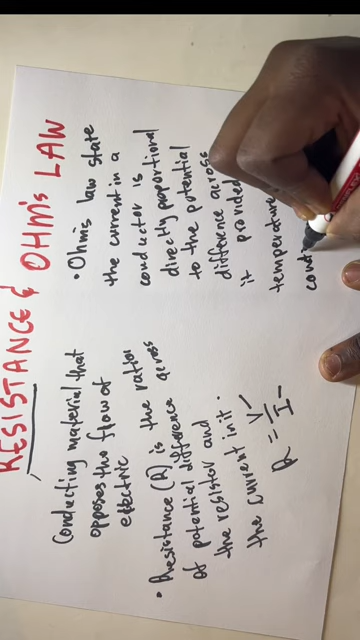 RESISTANCE & OHM's LAW
Conducting material that
opposes the flow of
electric
• Resistance (R) is the ratior
of potential difference across
the resistor and
the current in it.
R = V
I
• Ohm's law state
the current in a
conductor is
directly proportional
to the potential
difference across
it provided
temperature
const